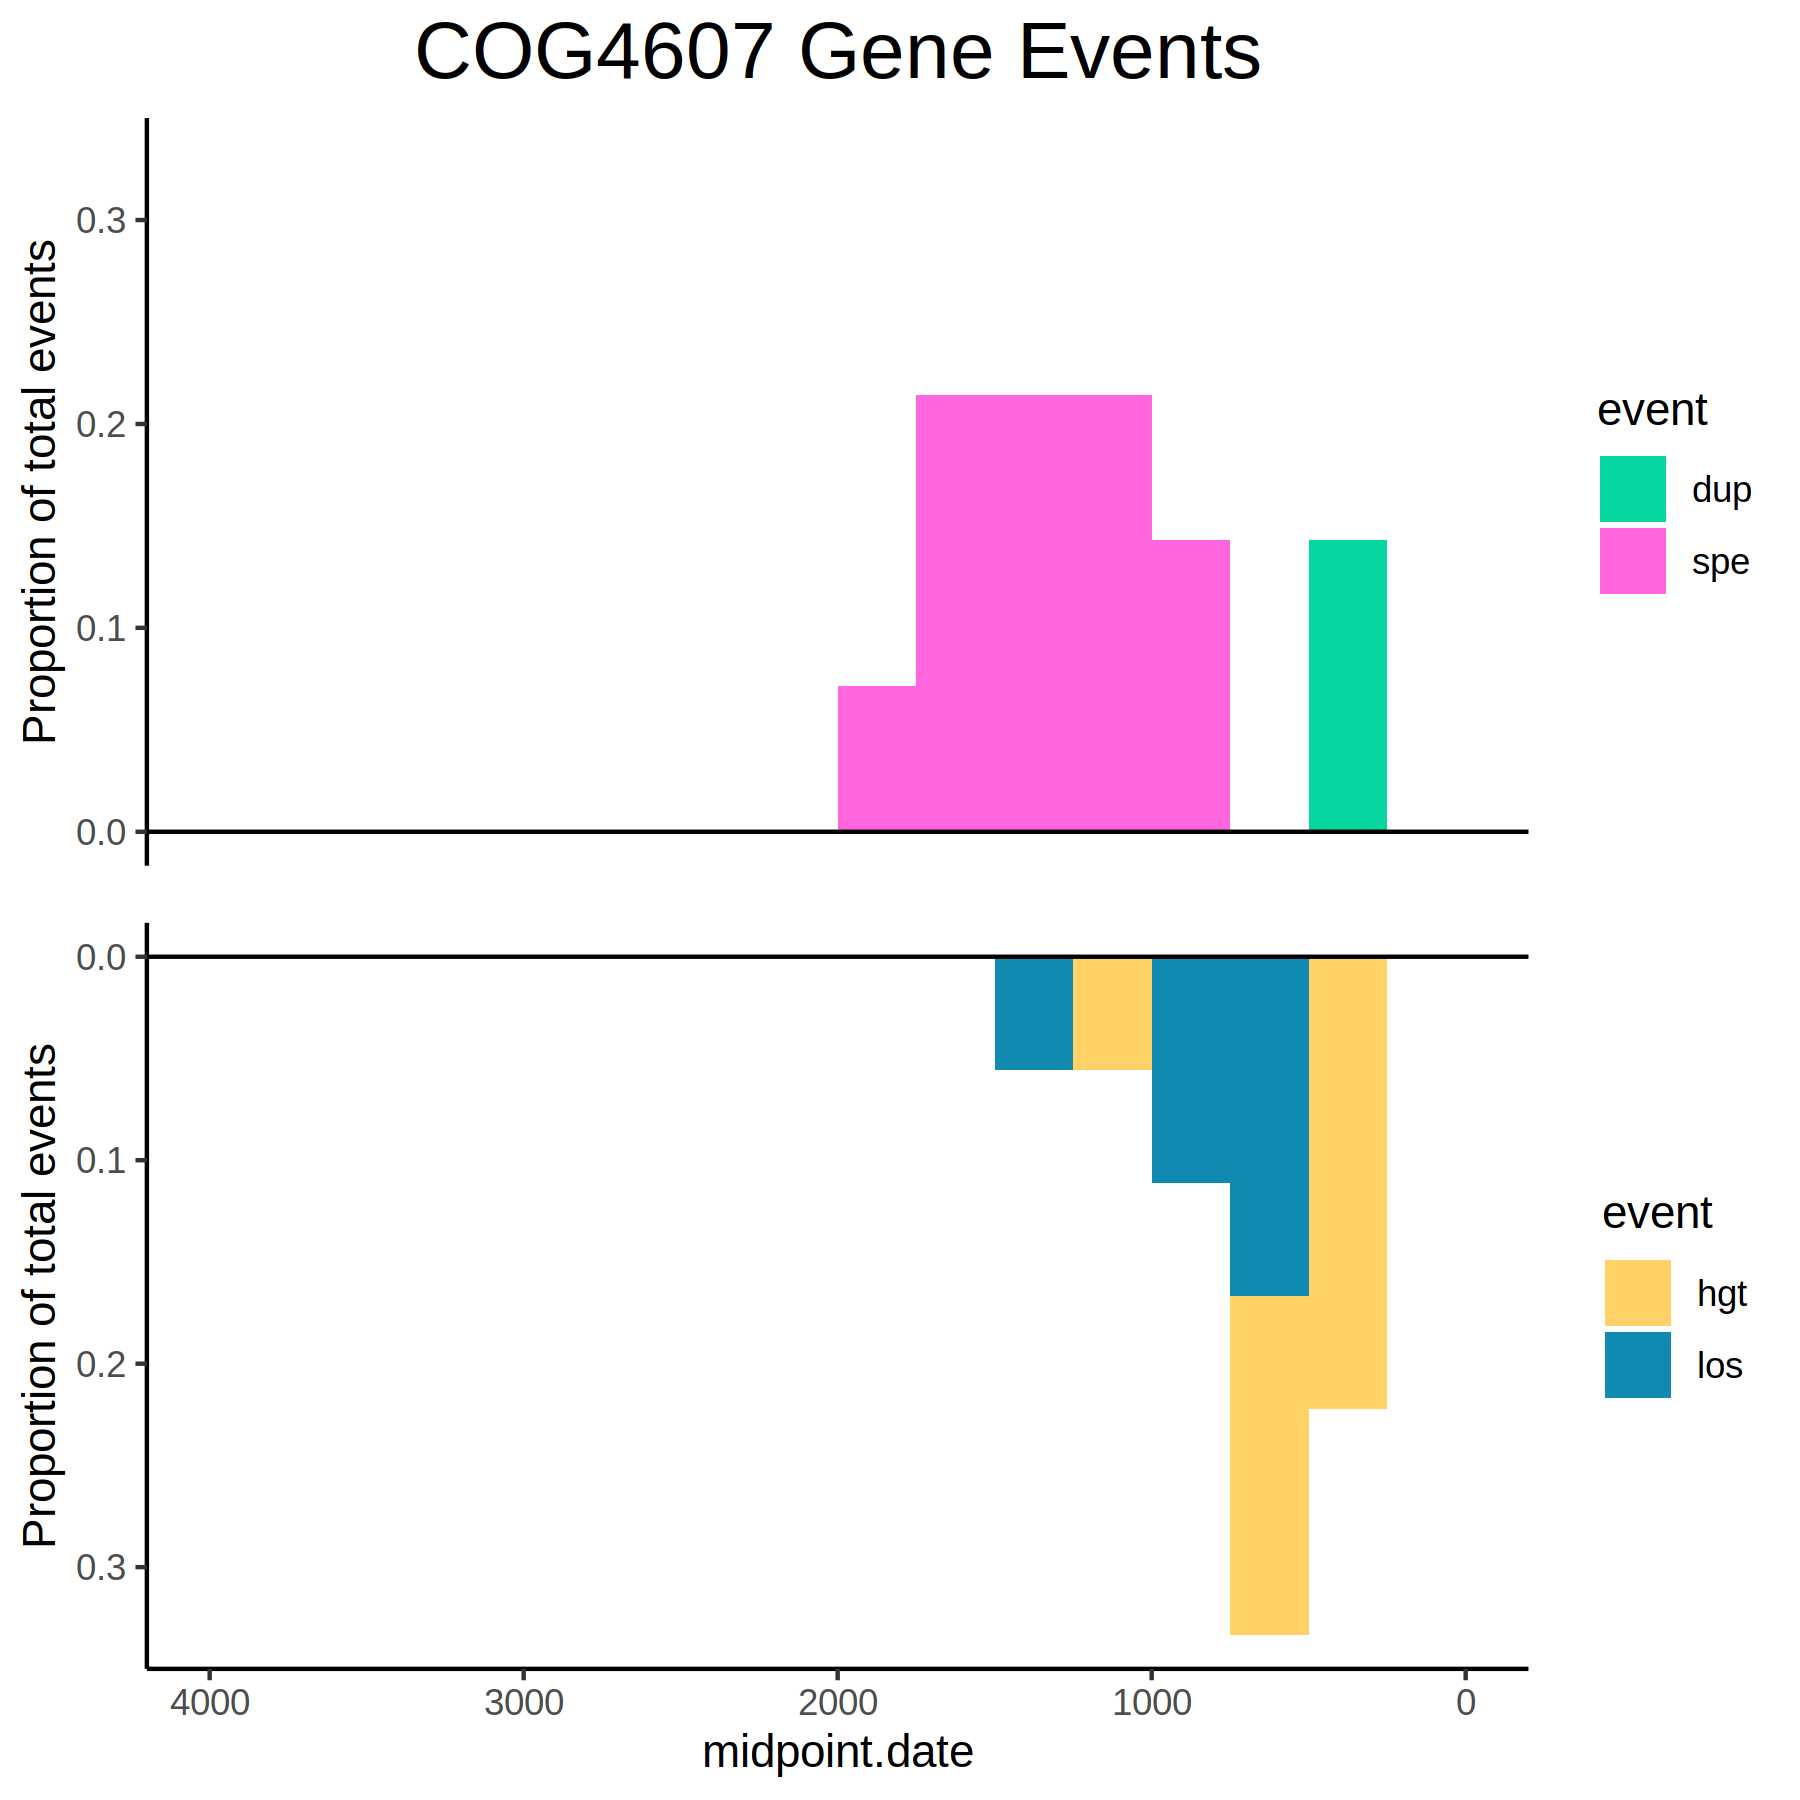 COG4607 Gene Events
Proportion of total events
0.3
0.2
0.1
0.0
event
dup
spe
Proportion of total events
0.0
0.1
0.2
0.3
event
hgt
los
4000 3000 2000 1000 0
midpoint.date